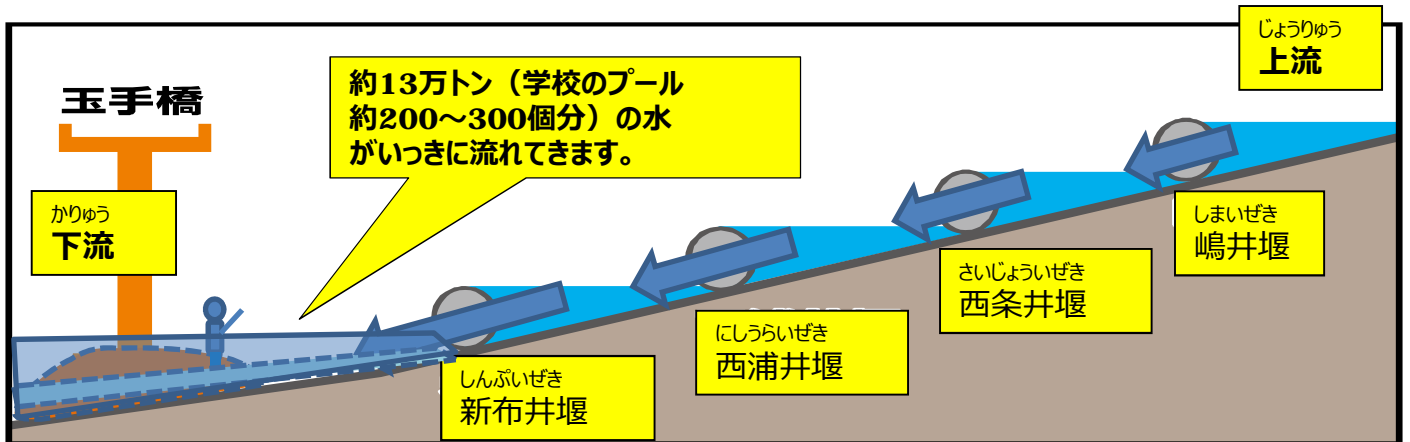 じょうりゅう
上流
玉手橋
約13万トン（学校のプール
約200～300個分）の水
がいっきに流れてきます。
かりゅう
下流
しまいぜき
嶋井堰
さいじょういぜき
西条井堰
にしうらいぜき
西浦井堰
しんぷいぜき
新布井堰